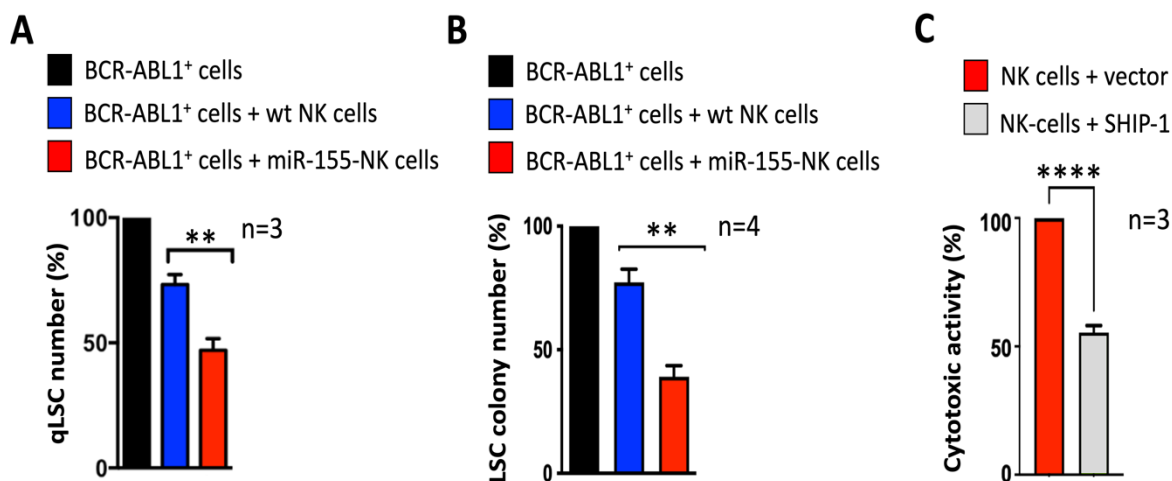 A
BCR-ABL1⁺ cells
BCR-ABL1⁺ cells + wt NK cells
BCR-ABL1⁺ cells + miR-155-NK cells
qLSC number (%)
100
50
0
**
n=3
B
BCR-ABL1⁺ cells
BCR-ABL1⁺ cells + wt NK cells
BCR-ABL1⁺ cells + miR-155-NK cells
LSC colony number (%)
100
50
0
**
n=4
C
NK cells + vector
NK-cells + SHIP-1
Cytotoxic activity (%)
100
50
0
****
n=3